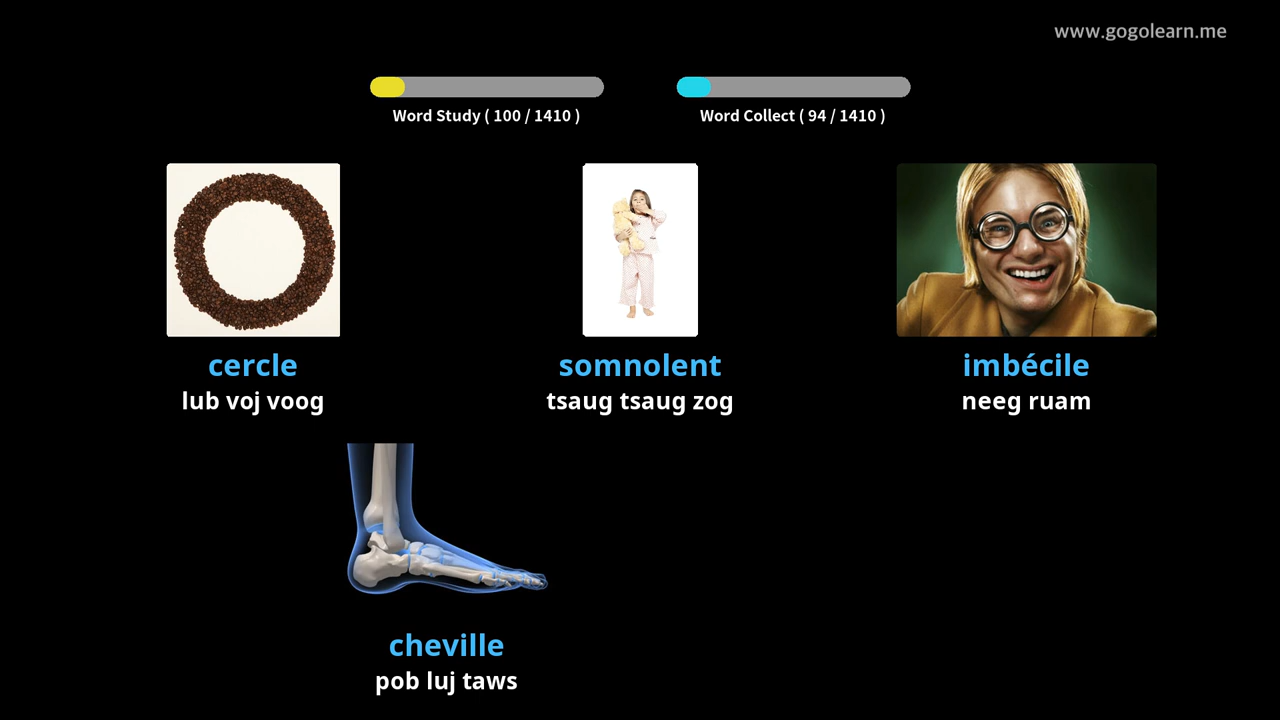 www.gogolearn.me
Word Study ( 100 / 1410 )
Word Collect ( 94 / 1410 )
cercle
lub voj voog
somnolent
tsaug tsaug zog
imbécile
neeg ruam
cheville
pob luj taws